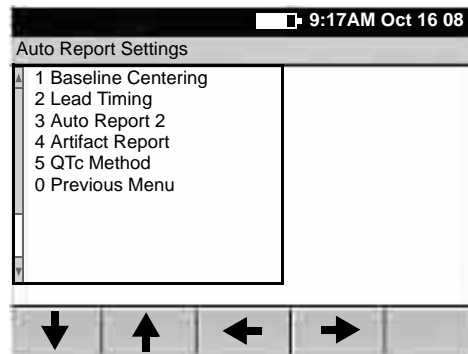 9:17AM Oct 16 08
Auto Report Settings
1 Baseline Centering
2 Lead Timing
3 Auto Report 2
4 Artifact Report
5 QTc Method
0 Previous Menu